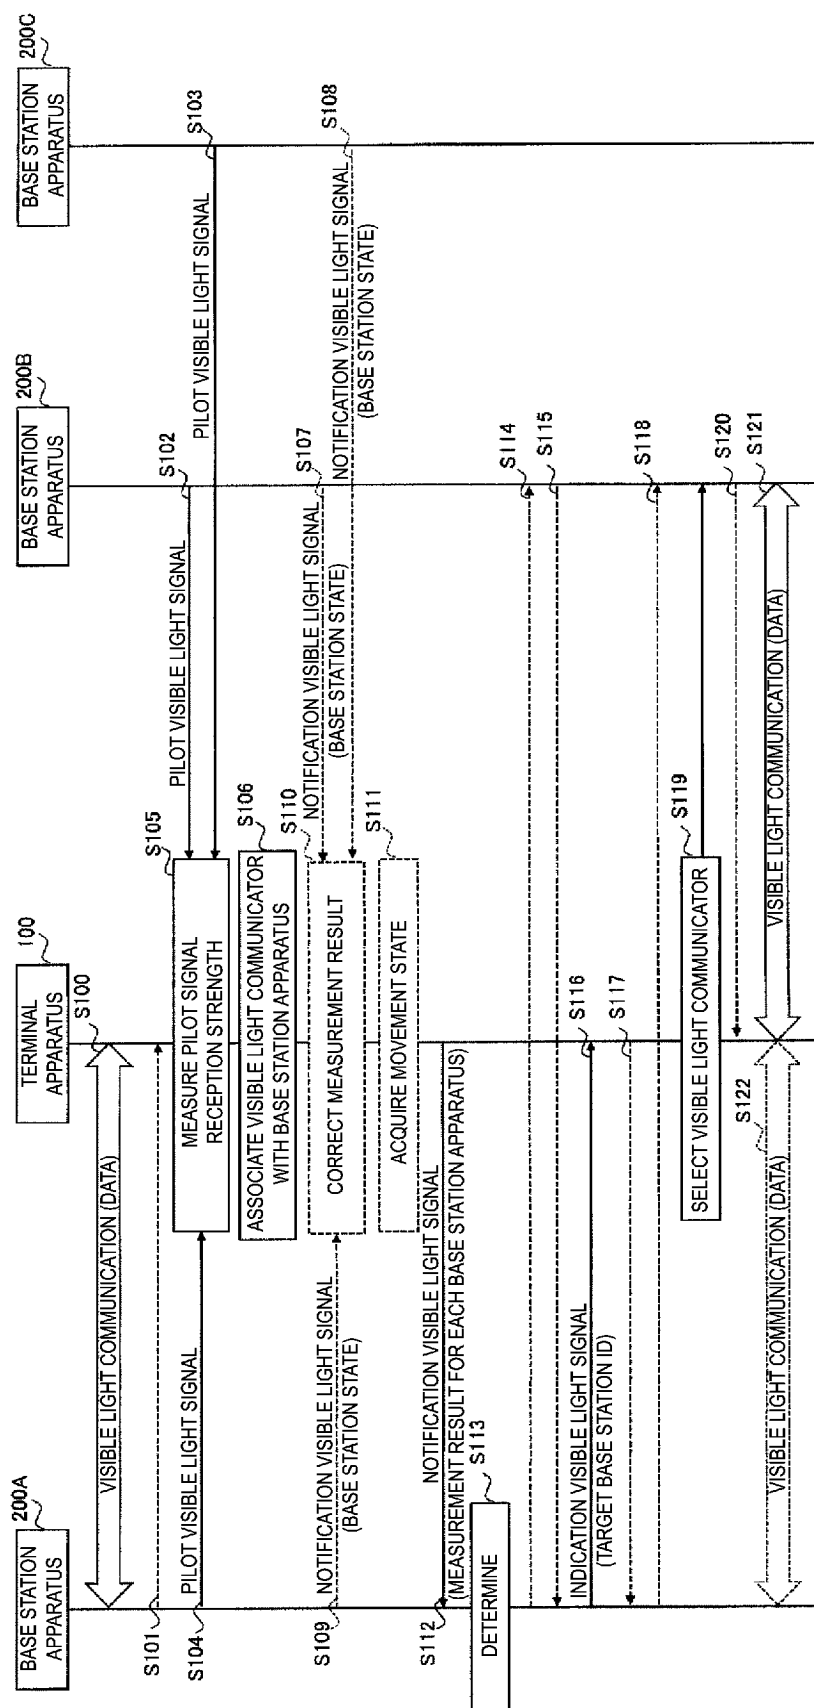 200A
BASE STATION
APPARATUS
100
TERMINAL
APPARATUS
200B
BASE STATION
APPARATUS
200C
BASE STATION
APPARATUS
S100
VISIBLE LIGHT COMMUNICATION (DATA)
S101
S102
PILOT VISIBLE LIGHT SIGNAL
S103
PILOT VISIBLE LIGHT SIGNAL
S104
PILOT VISIBLE LIGHT SIGNAL
S105
MEASURE PILOT SIGNAL
RECEPTION STRENGTH
S106
ASSOCIATE VISIBLE LIGHT COMMUNICATOR
WITH BASE STATION APPARATUS
S107
NOTIFICATION VISIBLE LIGHT SIGNAL
(BASE STATION STATE)
S108
NOTIFICATION VISIBLE LIGHT SIGNAL
(BASE STATION STATE)
S109
NOTIFICATION VISIBLE LIGHT SIGNAL
(BASE STATION STATE)
S110
CORRECT MEASUREMENT RESULT
S111
ACQUIRE MOVEMENT STATE
S112
NOTIFICATION VISIBLE LIGHT SIGNAL
(MEASUREMENT RESULT FOR EACH BASE STATION APPARATUS)
S113
DETERMINE
S114
S115
S116
INDICATION VISIBLE LIGHT SIGNAL
(TARGET BASE STATION ID)
S117
S118
S119
SELECT VISIBLE LIGHT COMMUNICATOR
S120
S121
VISIBLE LIGHT COMMUNICATION (DATA)
S122
VISIBLE LIGHT COMMUNICATION (DATA)